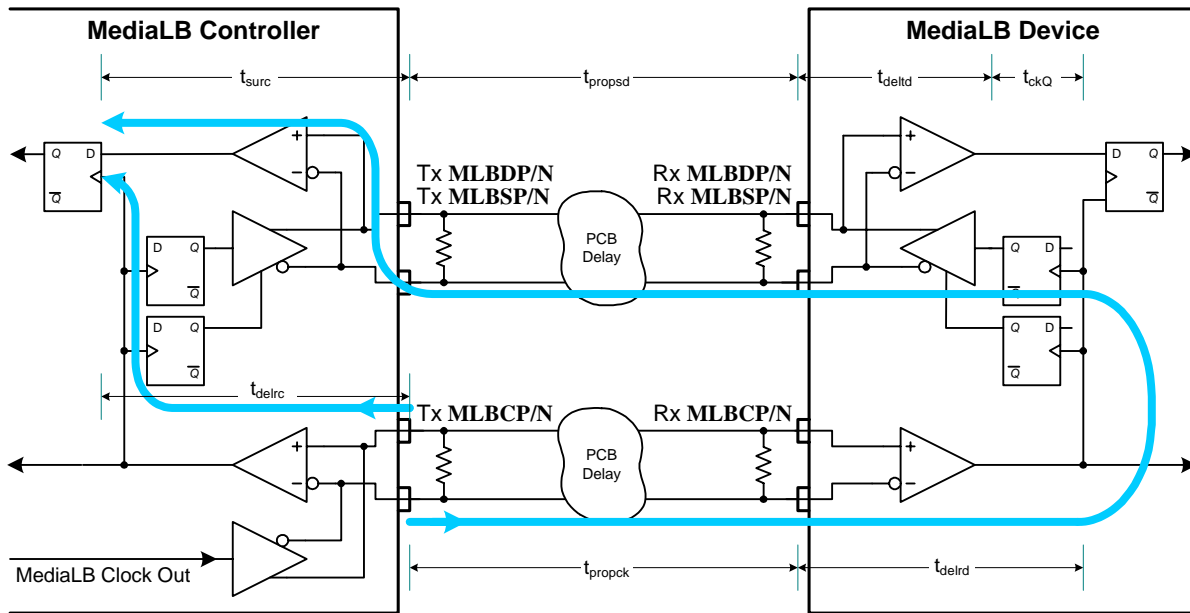 MediaLB Controller
MediaLB Device
tsurc
tpropsd
tdeltd
tckQ
Q D
Q
Tx MLBDP/N
Tx MLBSP/N
Rx MLBDP/N
Rx MLBSP/N
+
−
+
−
D Q
Q
PCB
Delay
D Q
Q
Q D
Q
D Q
Q
Q D
Q
tdelrc
Tx MLBCP/N
Rx MLBCP/N
+
−
PCB
Delay
+
−
MediaLB Clock Out
tpropck
tdelrd